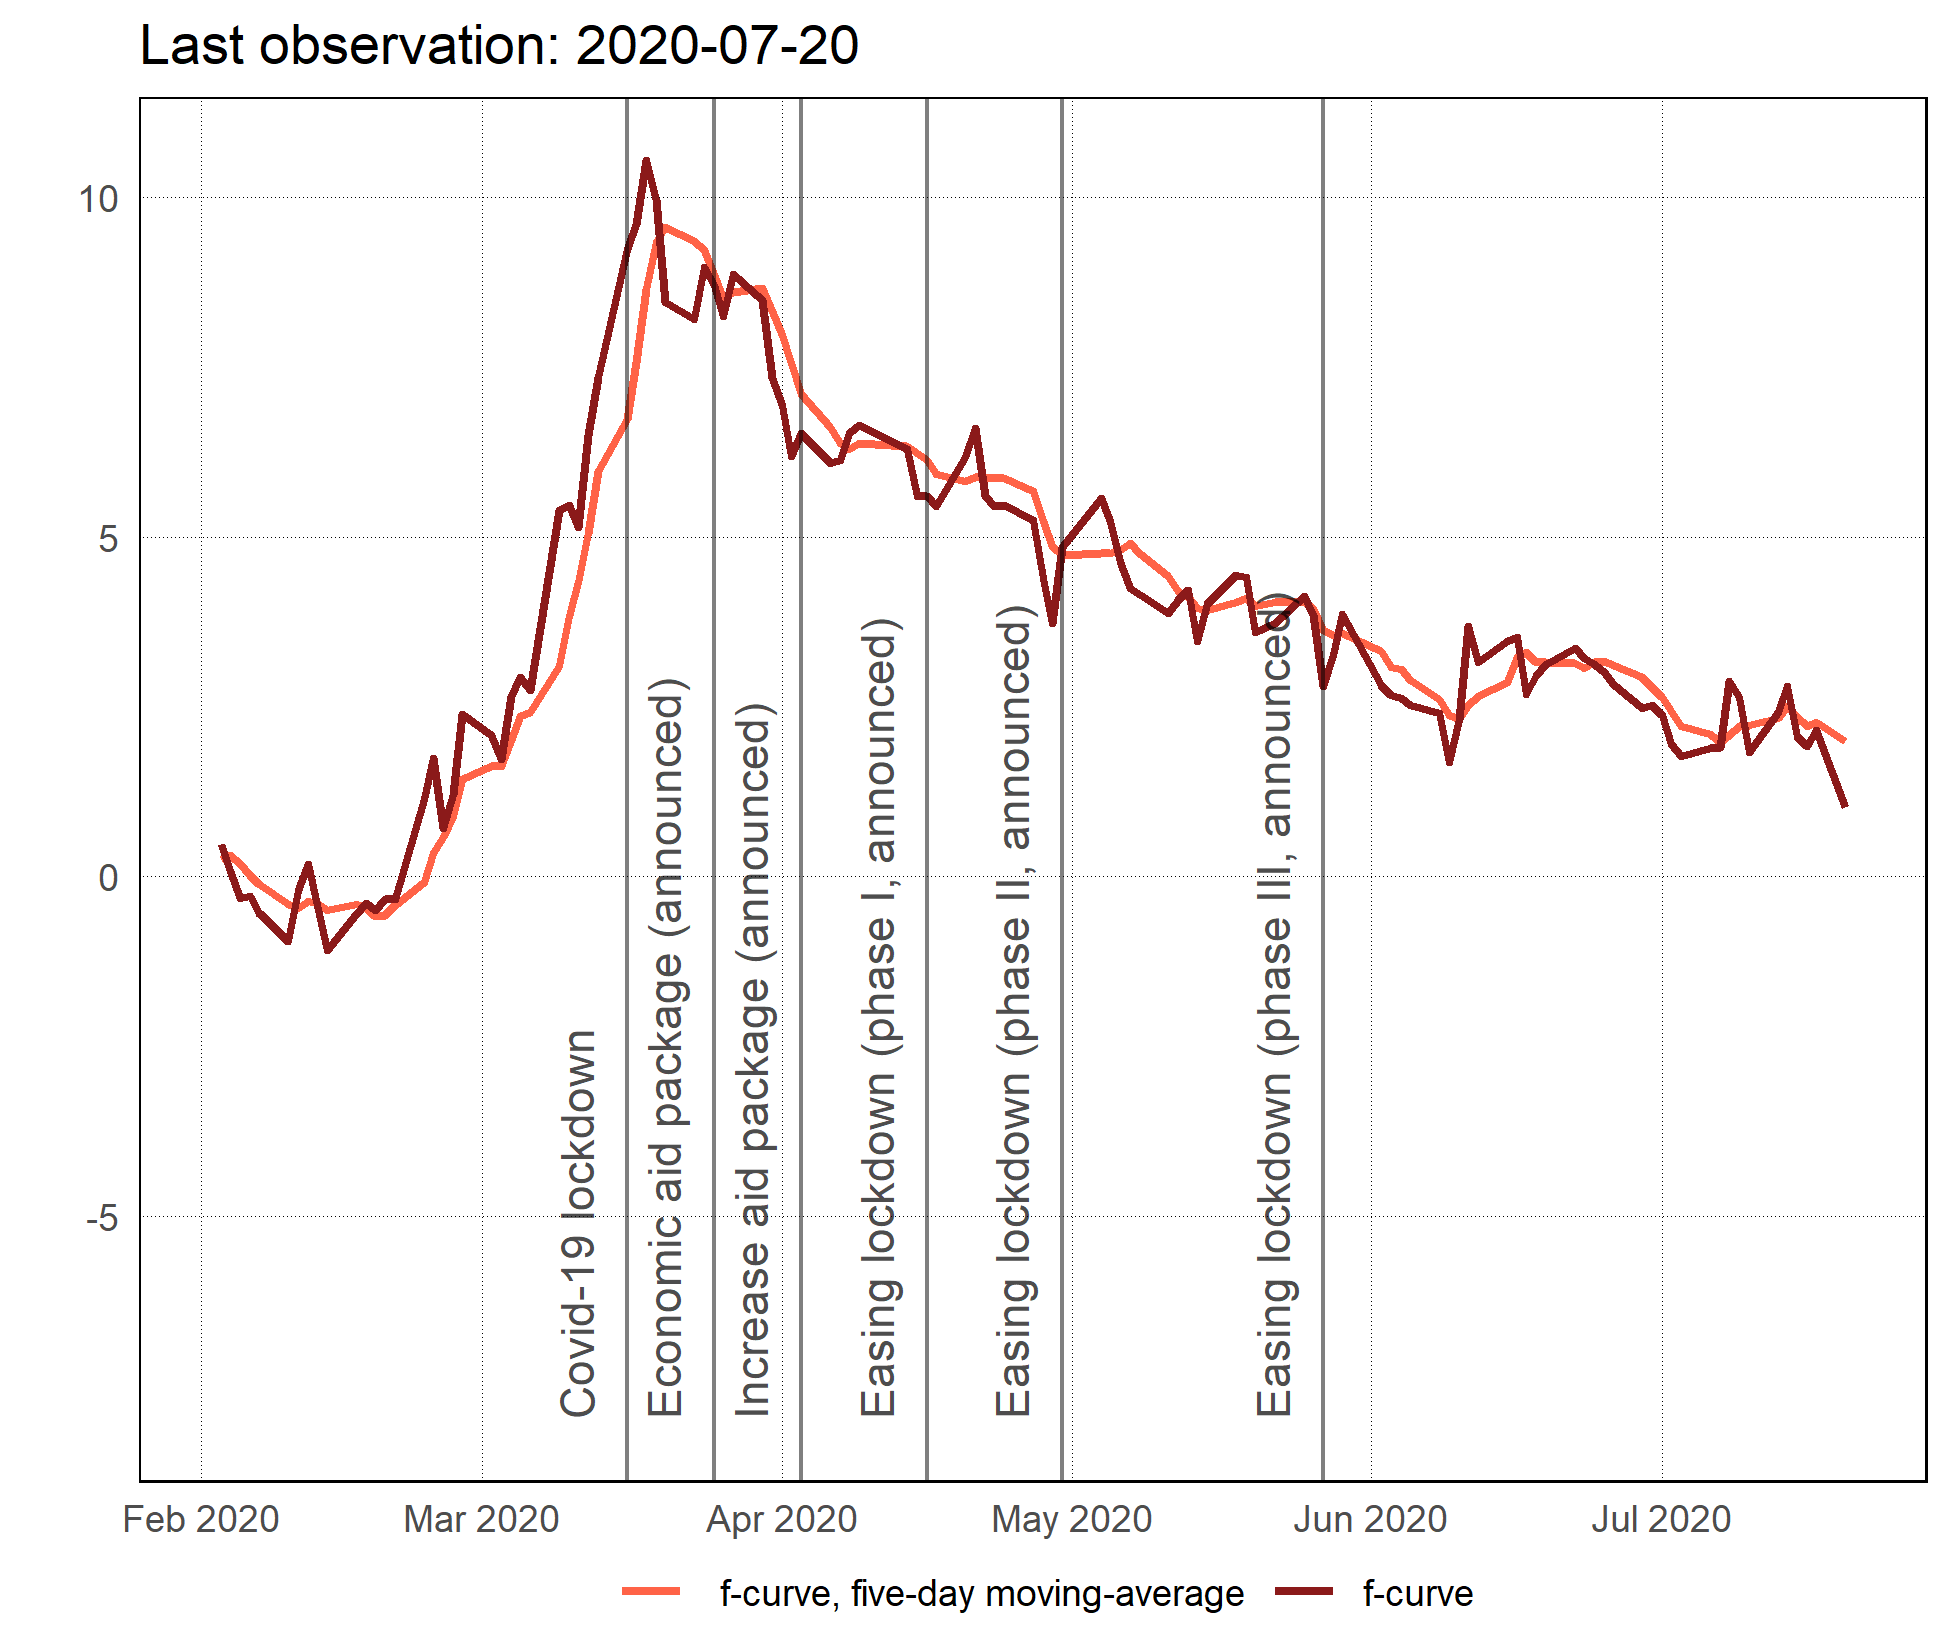 Last observation: 2020-07-20
10
5
0
-5
Covid-19 lockdown
Economic aid package (announced)
Increase aid package (announced)
Easing lockdown (phase I, announced)
Easing lockdown (phase II, announced)
Easing lockdown (phase III, announced)
Feb 2020
Mar 2020
Apr 2020
May 2020
Jun 2020
Jul 2020
f-curve, five-day moving-average
f-curve